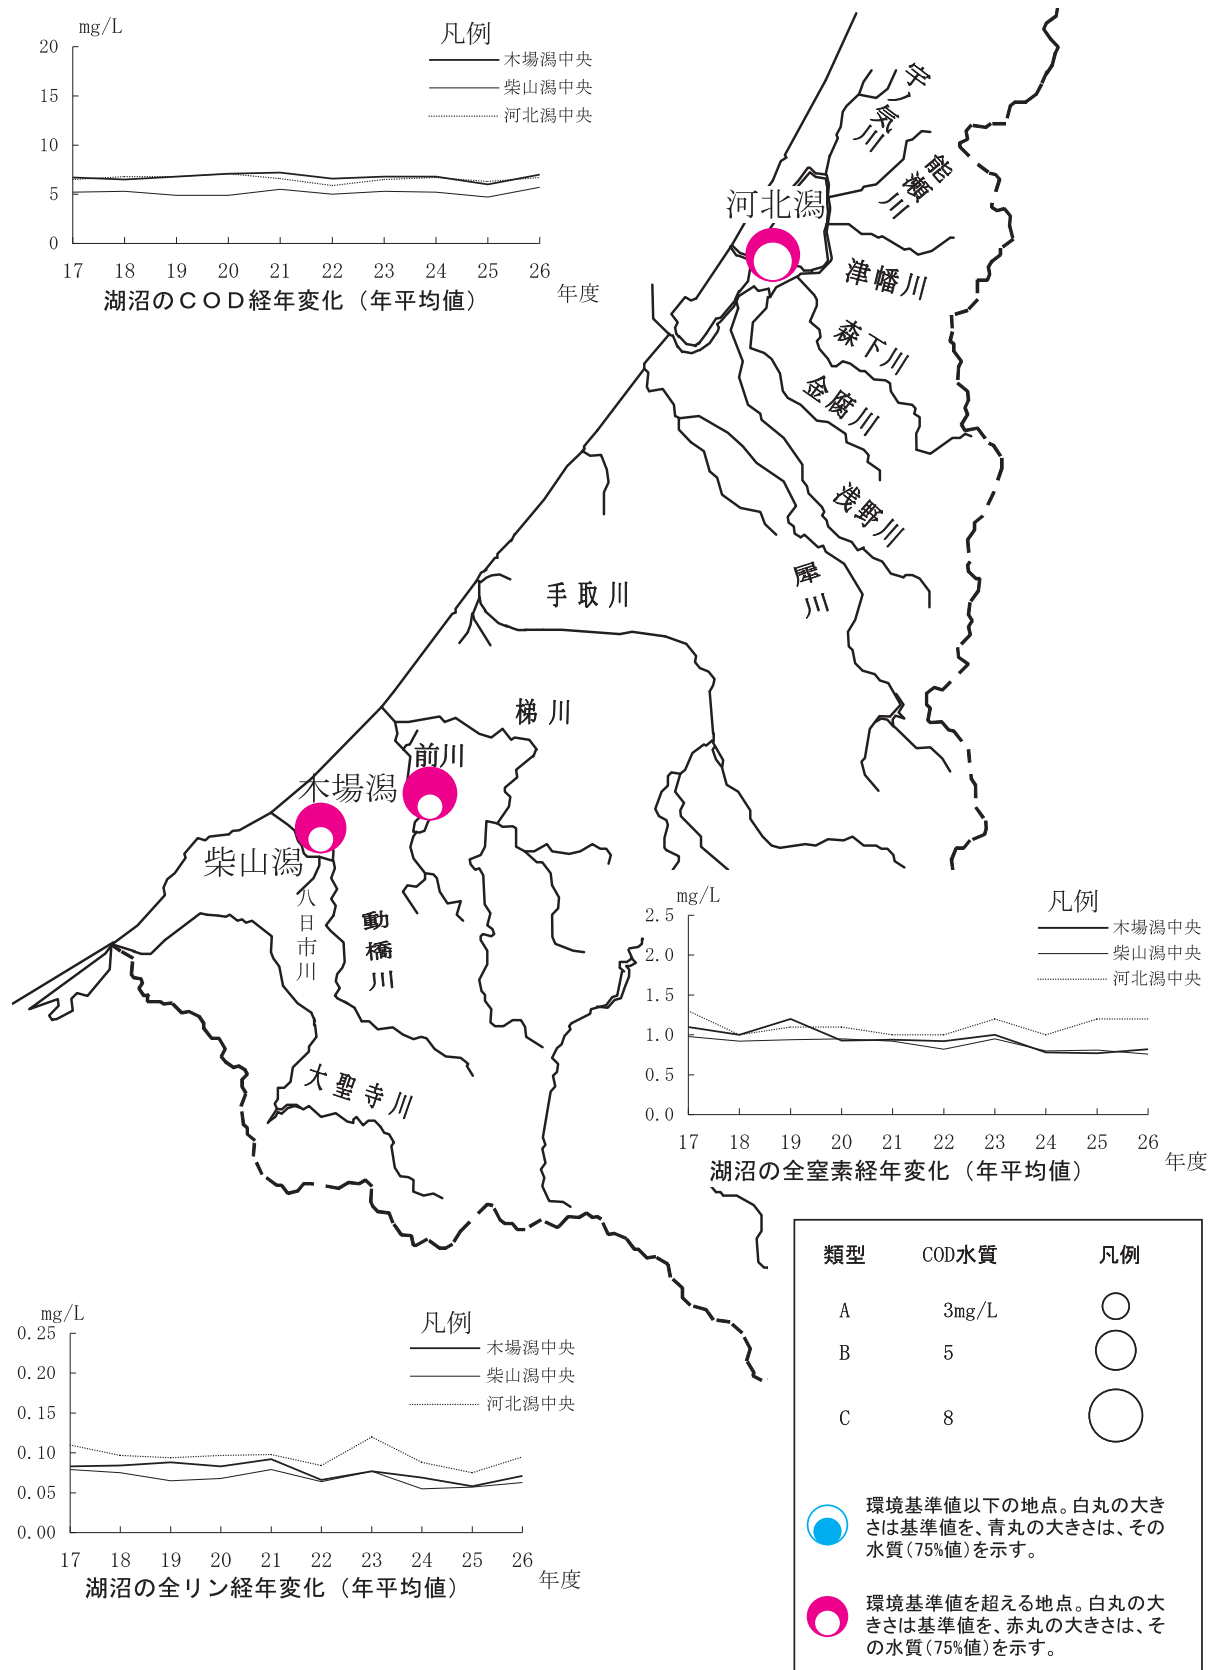 mg/L
20
15
10
5
0
17 18 19 20 21 22 23 24 25 26
年度
湖沼のCOD経年変化（年平均値）
凡例
木場潟中央
柴山潟中央
河北潟中央
宇ノ気川
能瀬川
河北潟
津幡川
森下川
金腐川
浅野川
犀川
手取川
梯川
前川
木場潟
柴山潟
八日市川
動橋川
大聖寺川
mg/L
2.5
2.0
1.5
1.0
0.5
0.0
17 18 19 20 21 22 23 24 25 26
年度
湖沼の全窒素経年変化（年平均値）
凡例
木場潟中央
柴山潟中央
河北潟中央
mg/L
0.25
0.20
0.15
0.10
0.05
0.00
17 18 19 20 21 22 23 24 25 26
年度
湖沼の全リン経年変化（年平均値）
凡例
木場潟中央
柴山潟中央
河北潟中央
類型 COD水質 凡例
A 3mg/L
B 5
C 8
環境基準値以下の地点。白丸の大き
さは基準値を、青丸の大きさは、その
水質(75%値)を示す。
環境基準値を超える地点。白丸の大
きさは基準値を、赤丸の大きさは、そ
の水質(75%値)を示す。